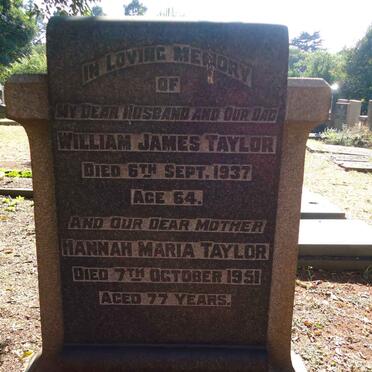 IN LOVING MEMORY
OF
MY DEAR HUSBAND AND OUR DAD
WILLIAM JAMES TAYLOR
DIED 6TH SEPT. 1937
AGE 64.
AND OUR DEAR MOTHER
HANNAH MARIA TAYLOR
DIED 7TH OCTOBER 1951
AGED 77 YEARS.